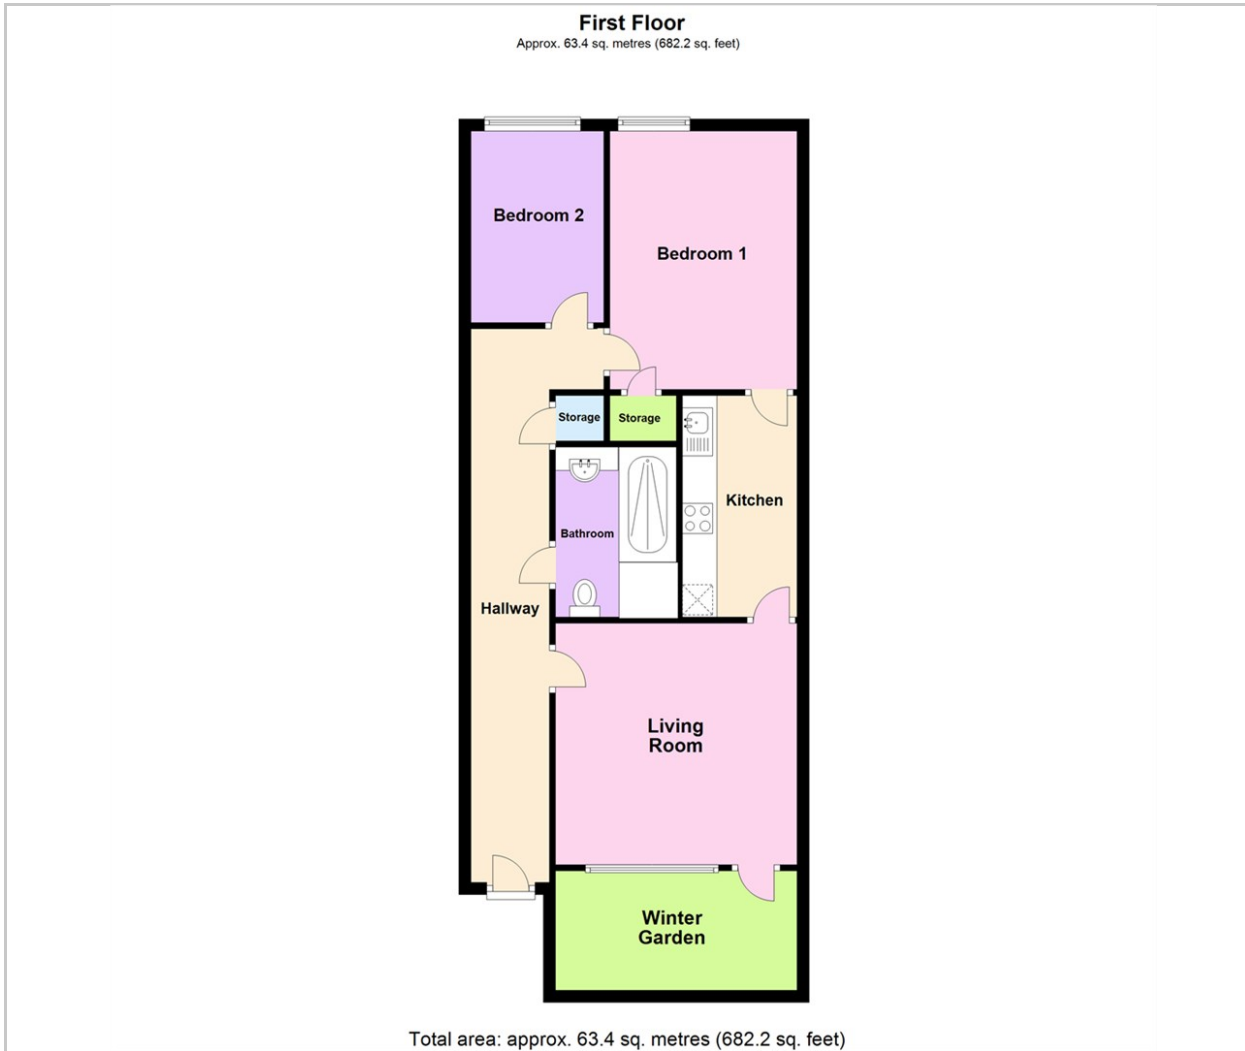 First Floor
Approx. 63.4 sq. metres (682.2 sq. feet)
Bedroom 2
Bedroom 1
Storage
Storage
Kitchen
Bathroom
Hallway
Living
Room
Winter
Garden
Total area: approx. 63.4 sq. metres (682.2 sq. feet)